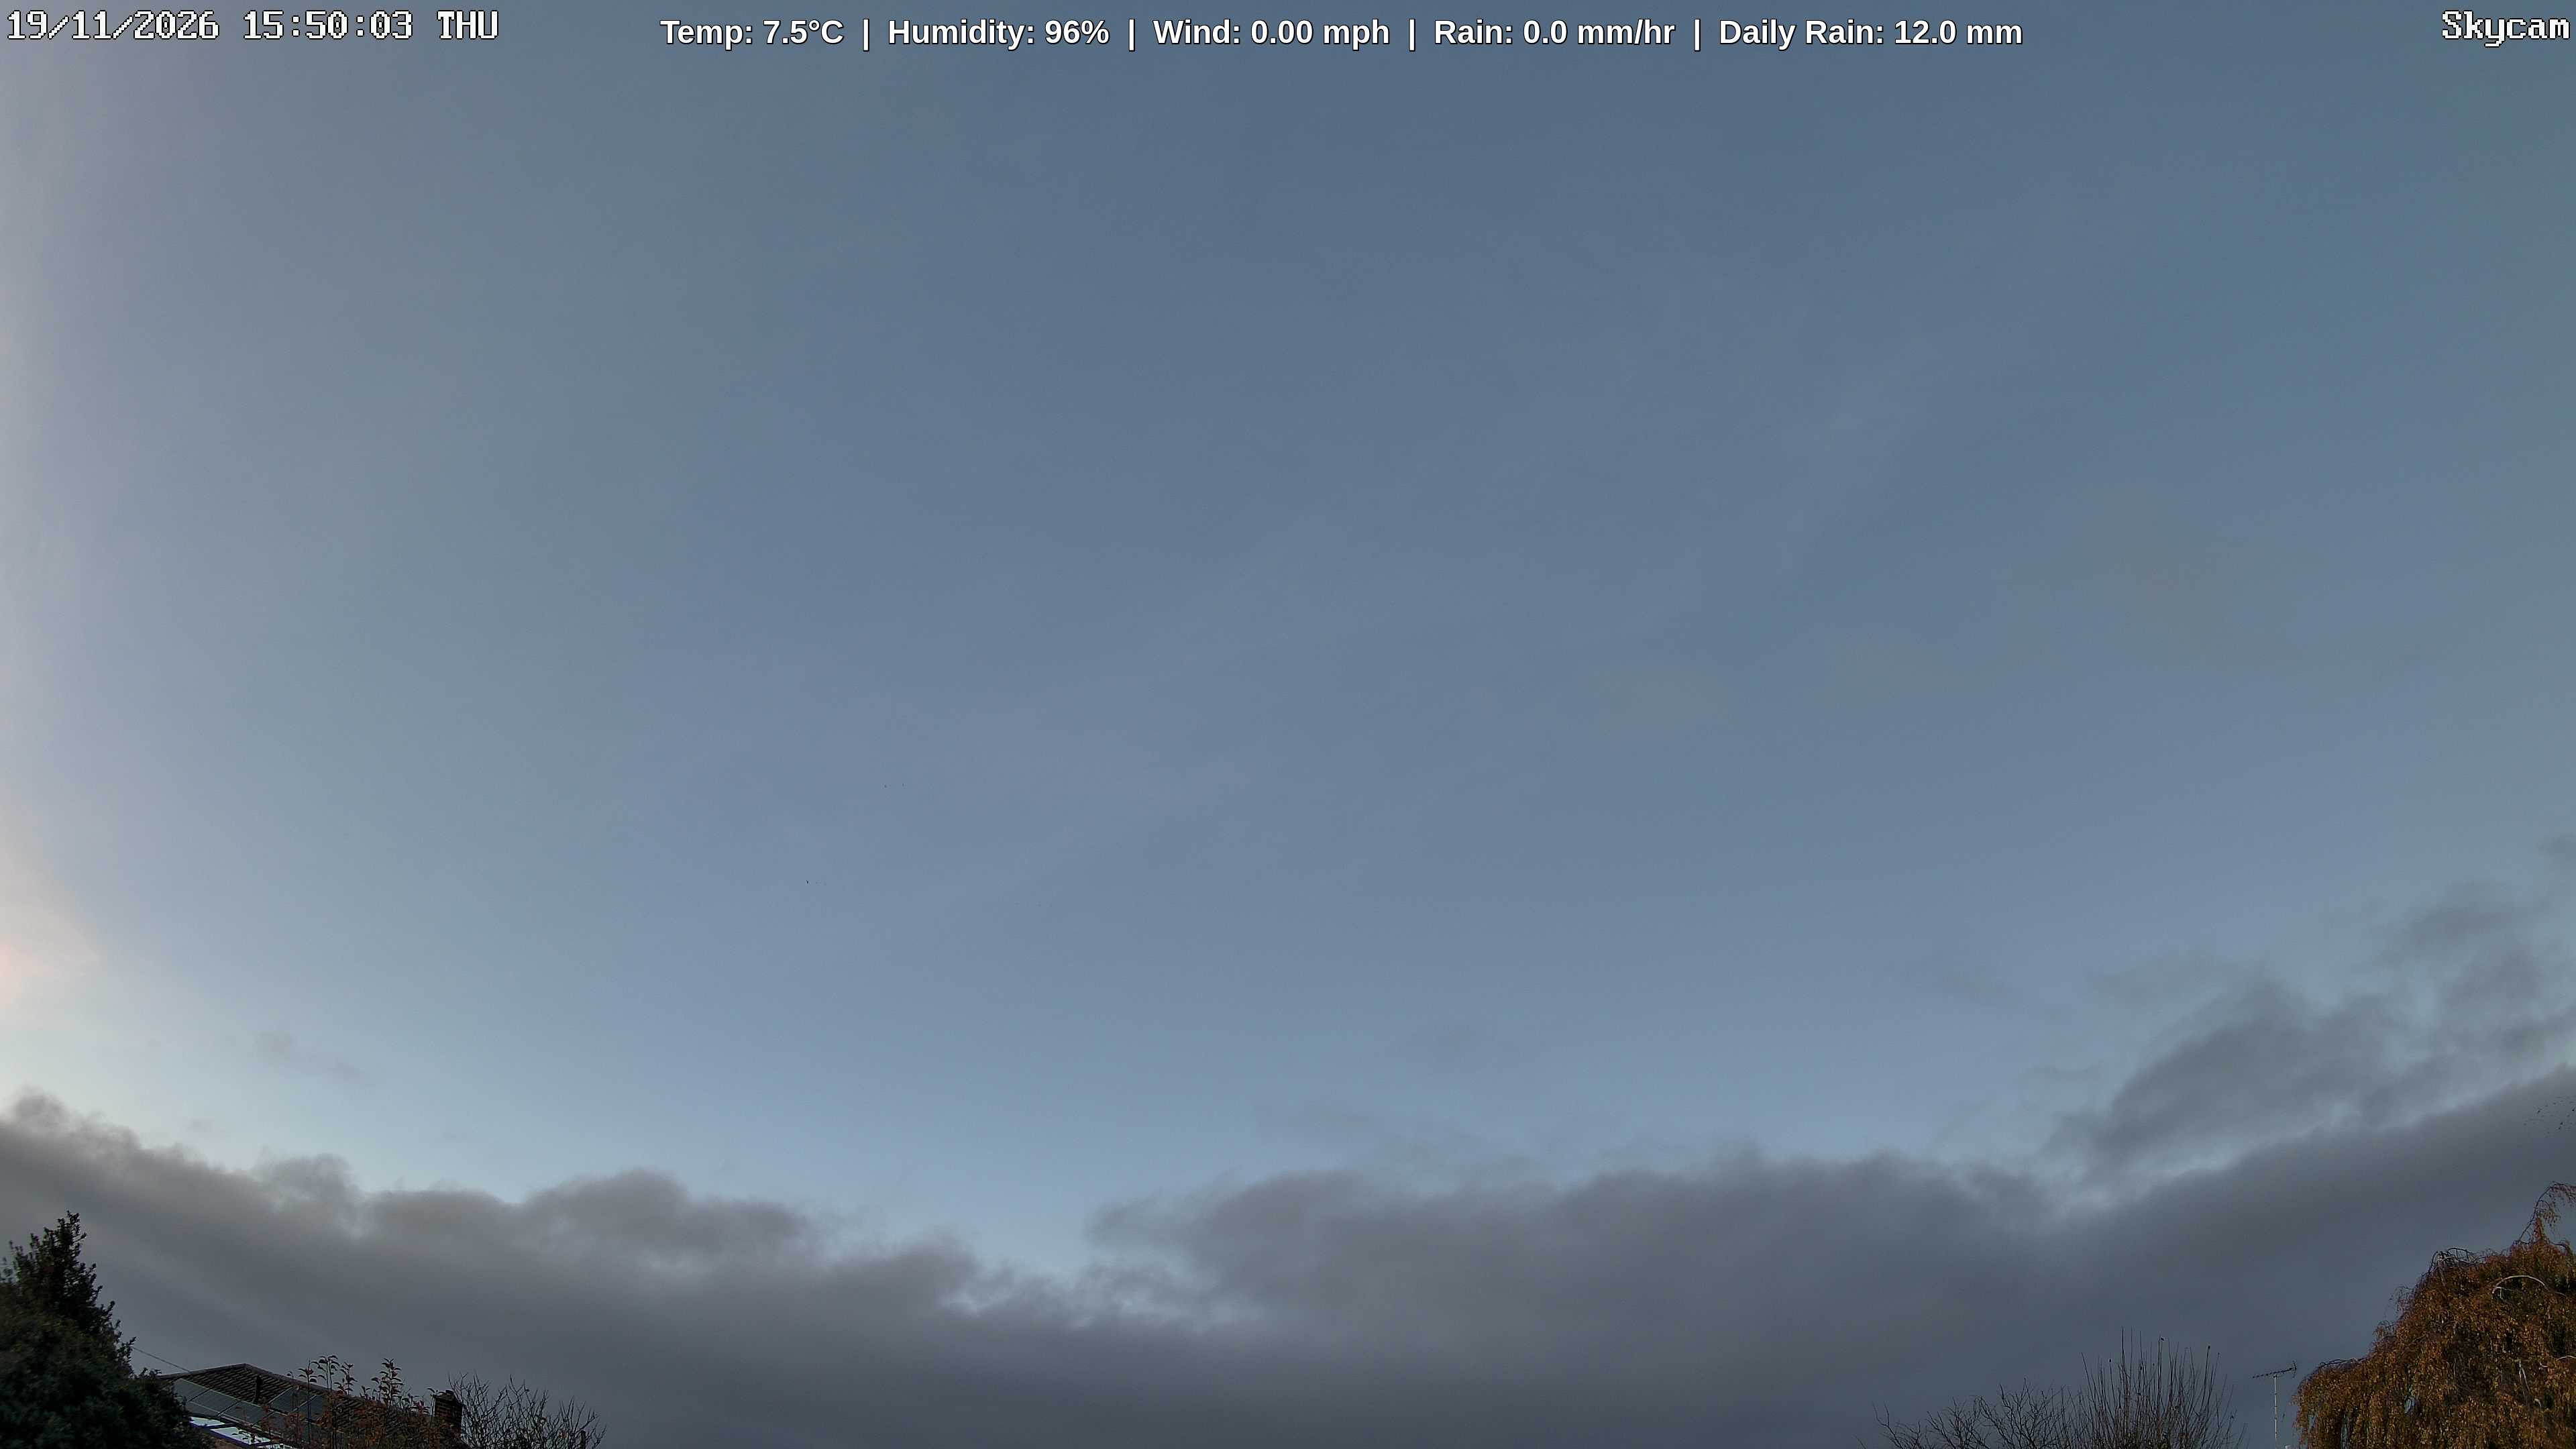 19/11/2026 15:50:03 THU
Temp: 7.5°C | Humidity: 96% | Wind: 0.00 mph | Rain: 0.0 mm/hr | Daily Rain: 12.0 mm
Skycam